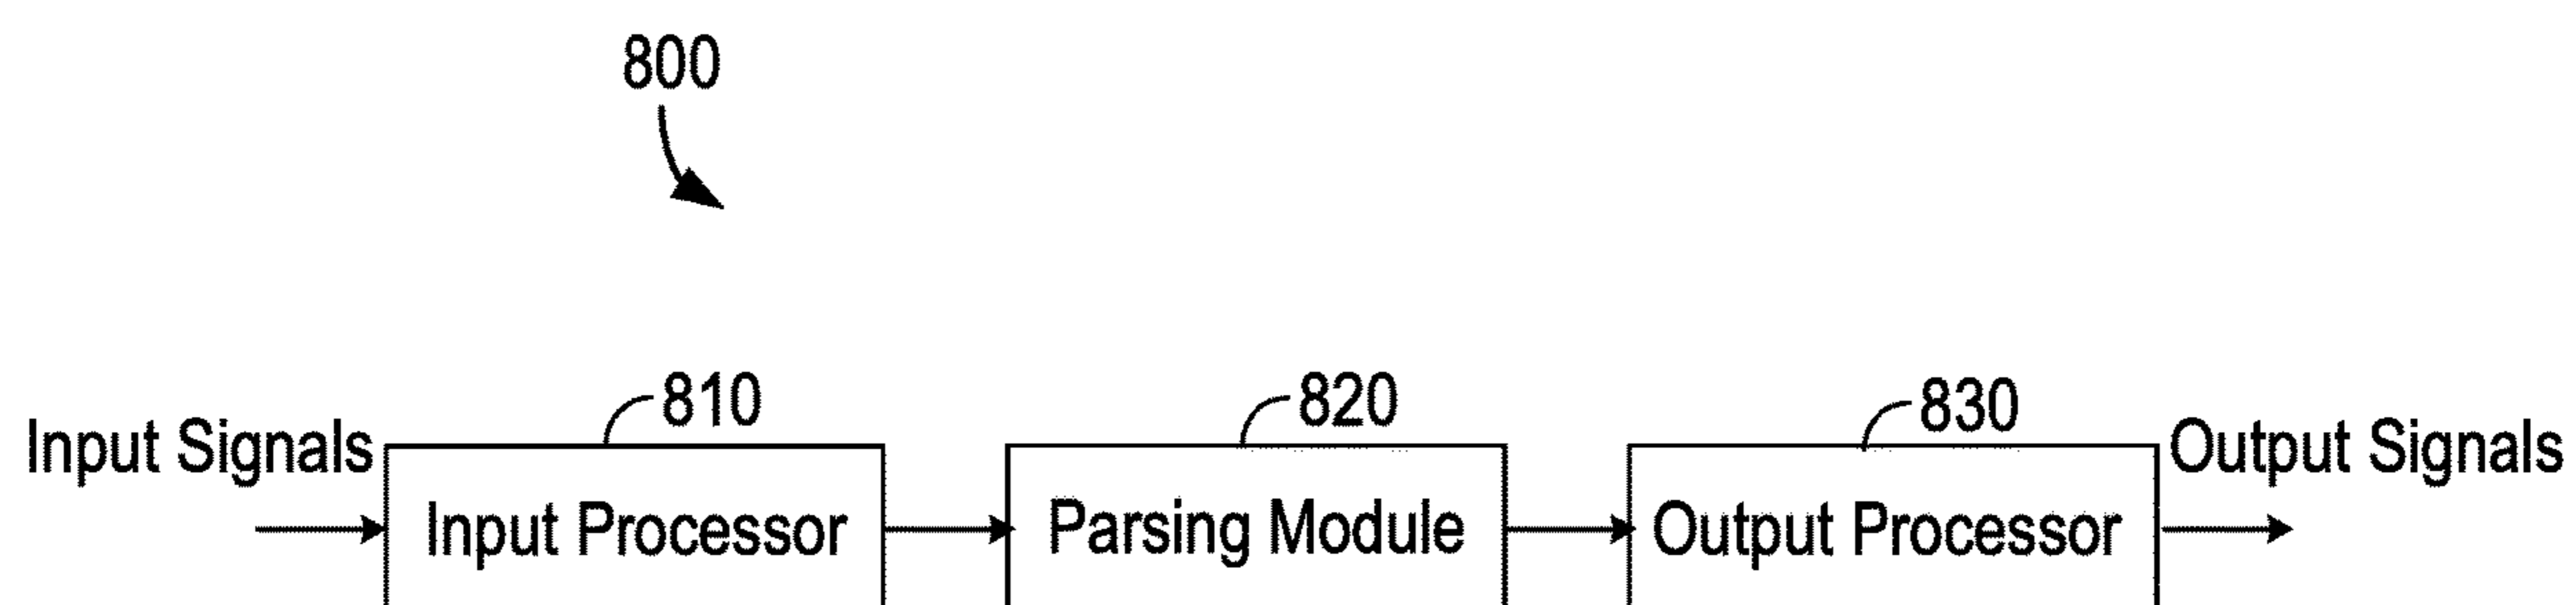 800
810
820
830
Input Signals
Output Signals
Input Processor
Parsing Module
Output Processor